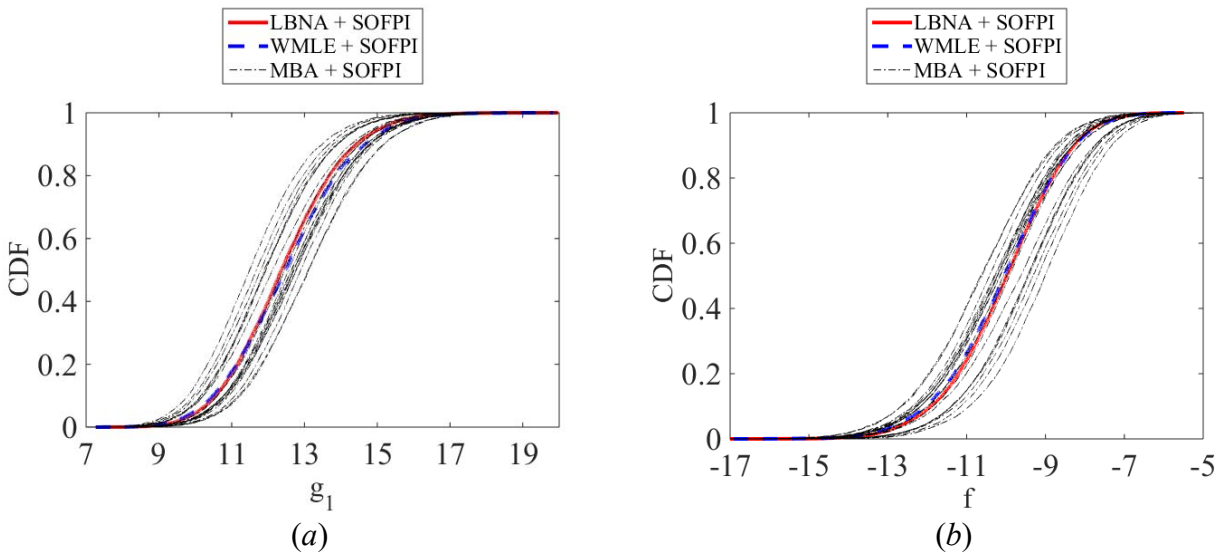 LBNA + SOFPI
WMLE + SOFPI
MBA + SOFPI
1
0.8
0.6
0.4
0.2
0
CDF
7 9 11 13 15 17 19
g1
(a)
LBNA + SOFPI
WMLE + SOFPI
MBA + SOFPI
1
0.8
0.6
0.4
0.2
0
CDF
-17 -15 -13 -11 -9 -7 -5
f
(b)